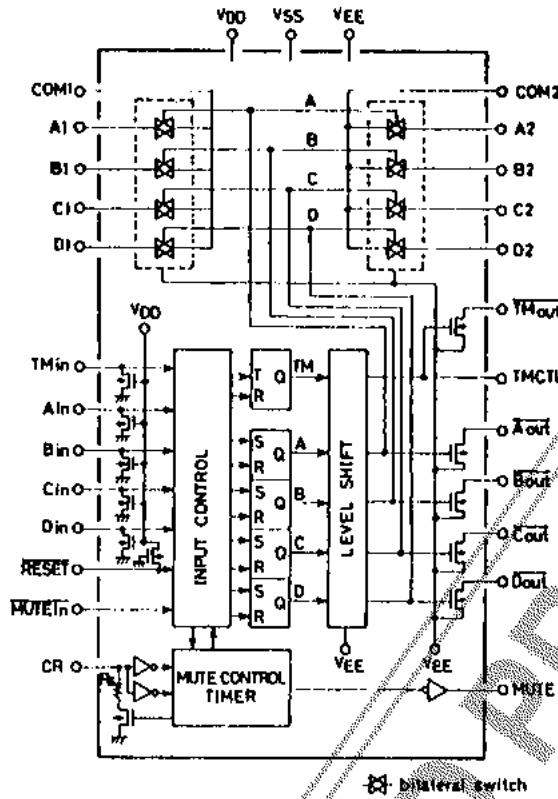 VDD VSS VEE
COM1 COM2
A
A1 A2
B
B1 B2
C
C1 C2
D
D1 D2
VDD
TMout
TMin T Q TM TMCTL
R
Ain
Aout
Bin S Q A
R
Bout
Cin S Q B
R
INPUT CONTROL
LEVEL SHIFT
Din S Q C
R
Cout
RESET
S Q D
R
Dout
MUTEIn
VEE VEE
CR
MUTE CONTROL
TIMER
MUTE
bilateral switch